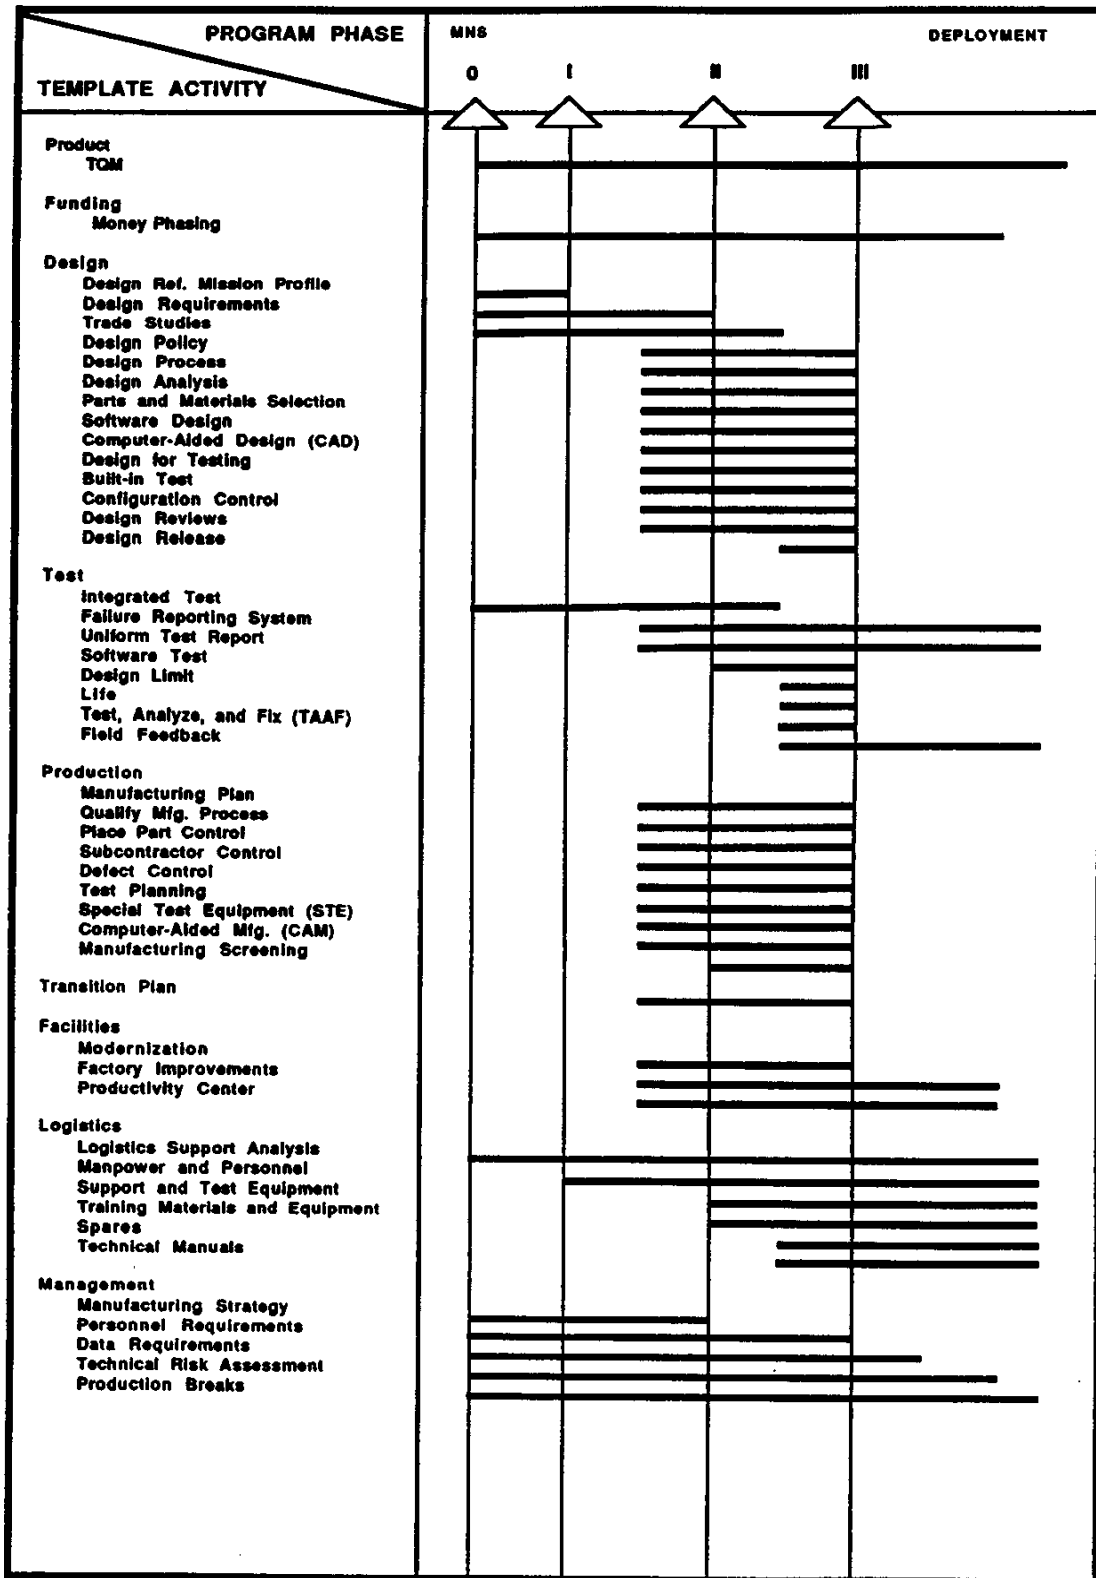 PROGRAM PHASE
MNS
DEPLOYMENT
0 I II III
TEMPLATE ACTIVITY
Product
TQM
Funding
Money Phasing
Design
Design Ref. Mission Profile
Design Requirements
Trade Studies
Design Policy
Design Process
Design Analysis
Parts and Materials Selection
Software Design
Computer-Aided Design (CAD)
Design for Testing
Built-in Test
Configuration Control
Design Reviews
Design Release
Test
Integrated Test
Failure Reporting System
Uniform Test Report
Software Test
Design Limit
Life
Test, Analyze, and Fix (TAAF)
Field Feedback
Production
Manufacturing Plan
Qualify Mfg. Process
Place Part Control
Subcontractor Control
Defect Control
Test Planning
Special Test Equipment (STE)
Computer-Aided Mfg. (CAM)
Manufacturing Screening
Transition Plan
Facilities
Modernization
Factory Improvements
Productivity Center
Logistics
Logistics Support Analysis
Manpower and Personnel
Support and Test Equipment
Training Materials and Equipment
Spares
Technical Manuals
Management
Manufacturing Strategy
Personnel Requirements
Data Requirements
Technical Risk Assessment
Production Breaks